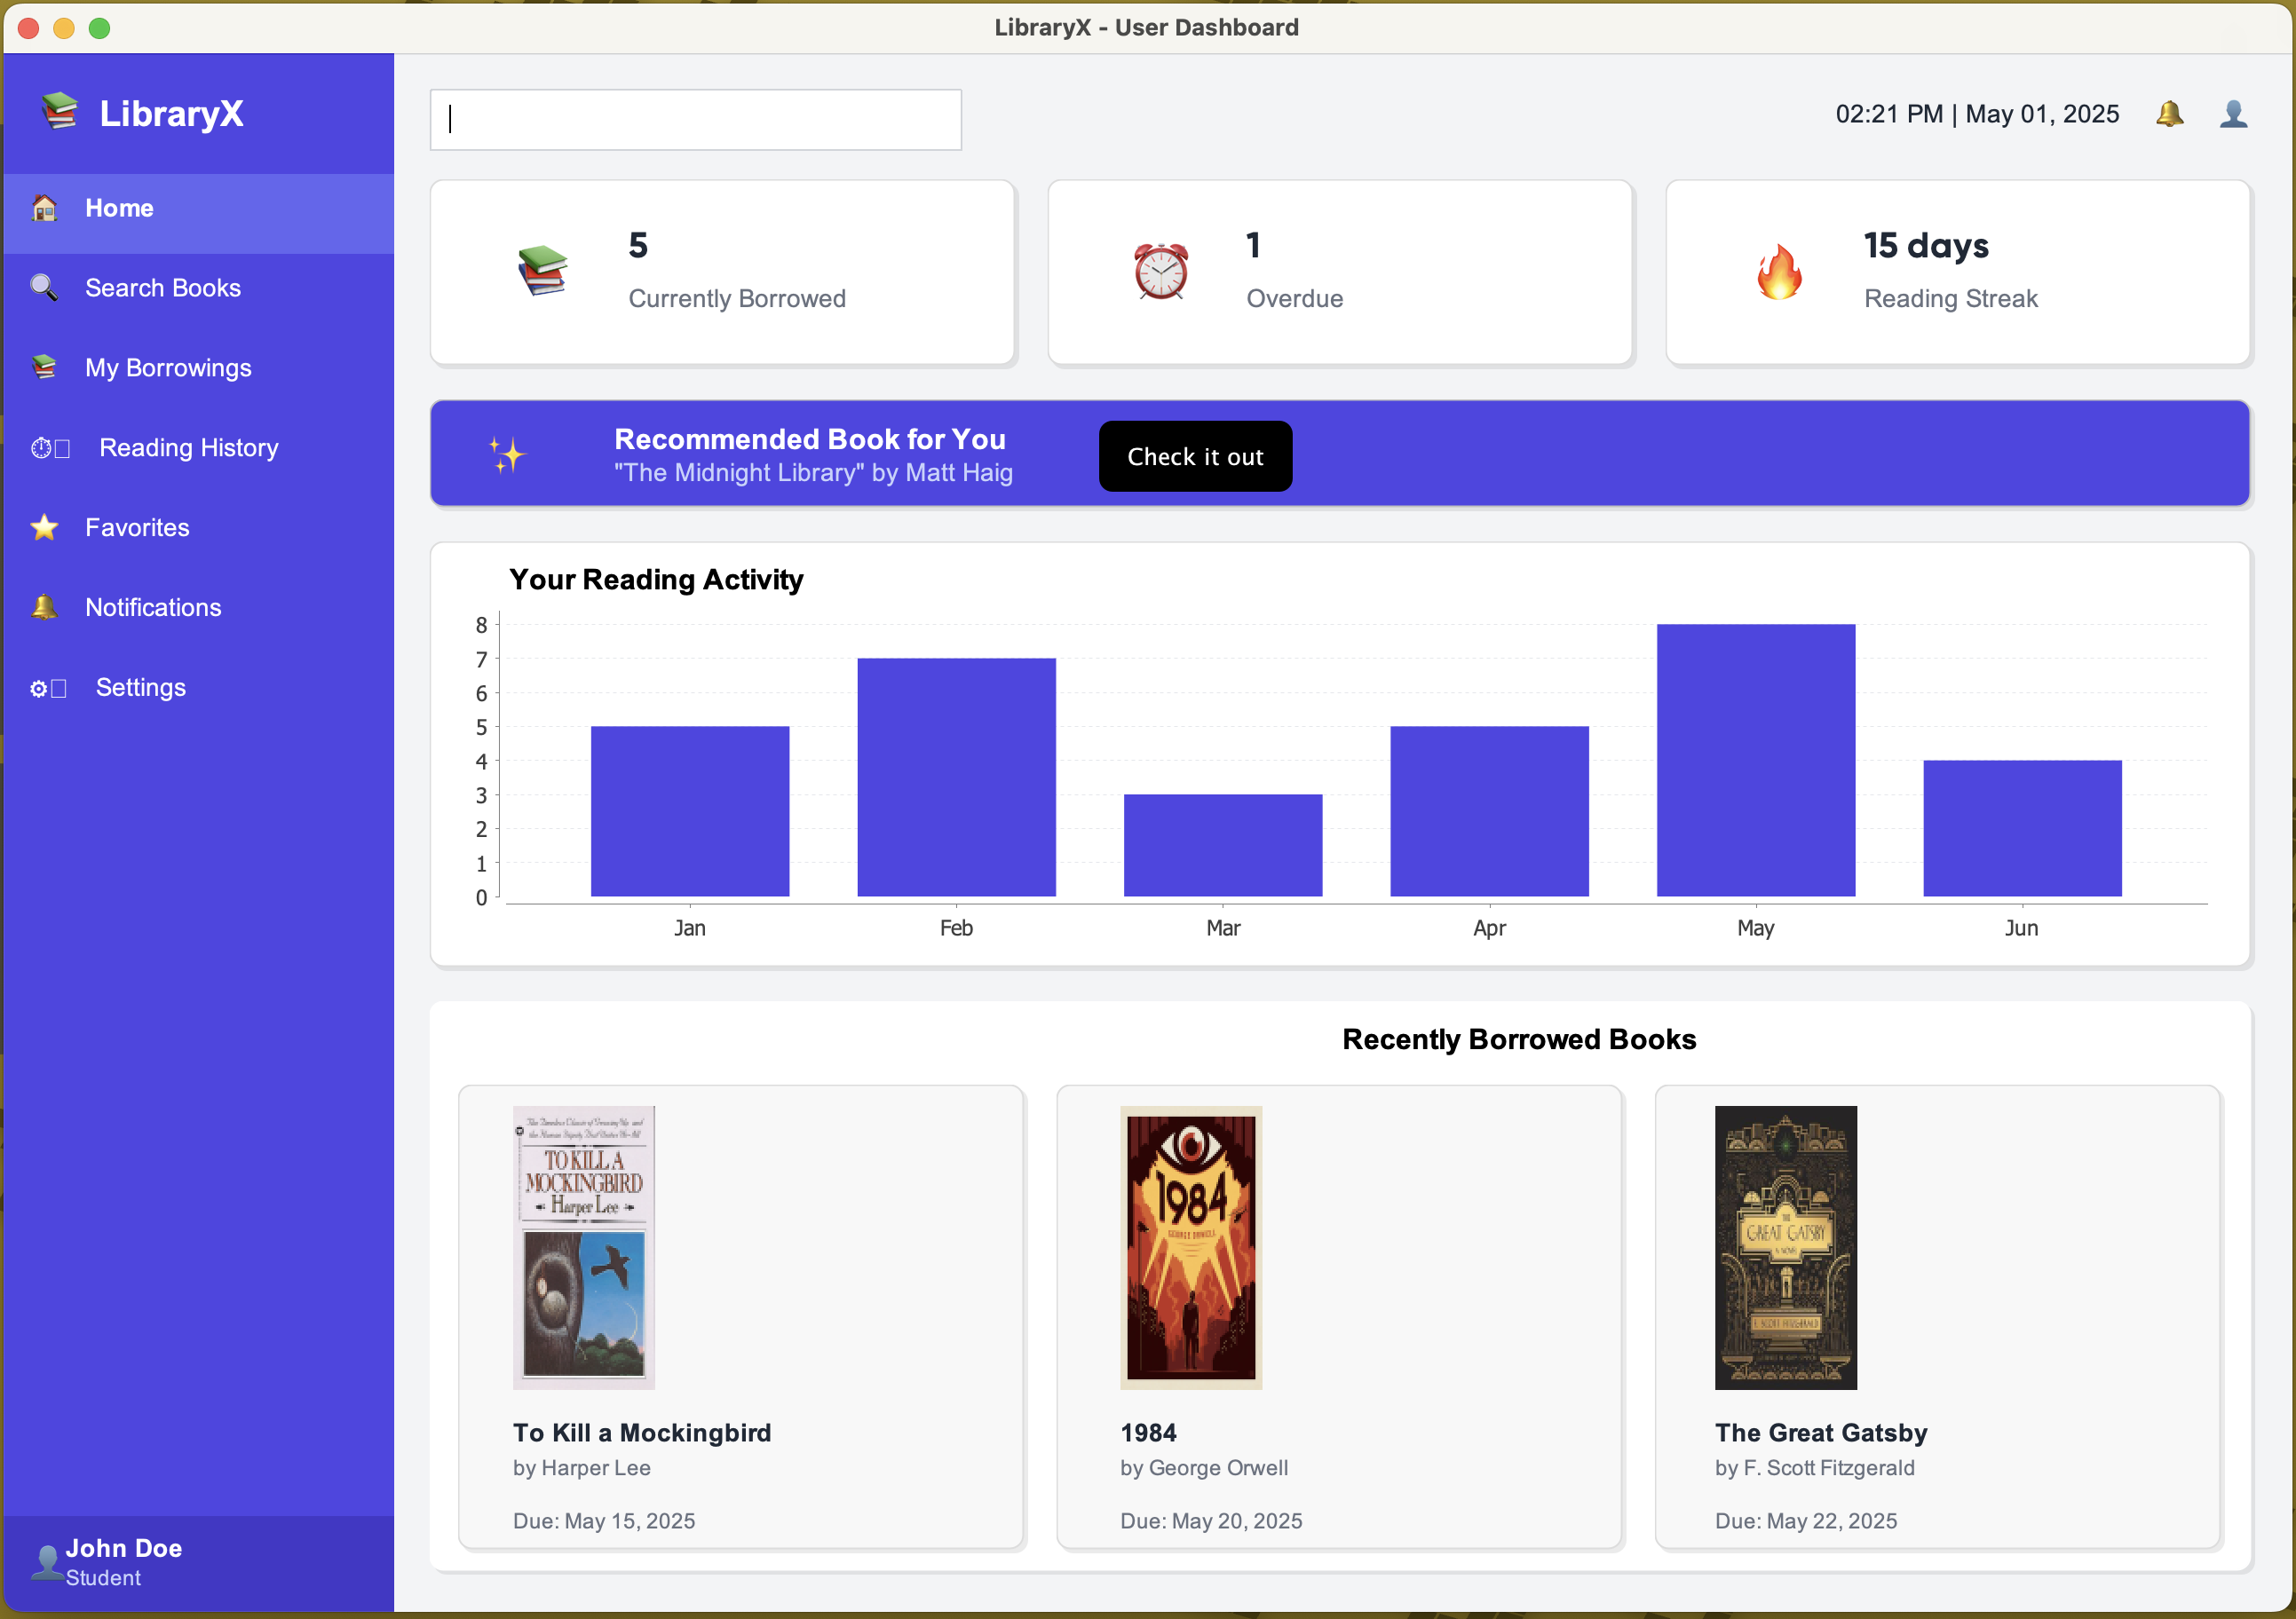 LibraryX - User Dashboard
LibraryX
Home
Search Books
My Borrowings
Reading History
Favorites
Notifications
Settings
John Doe
Student
02:21 PM | May 01, 2025
5
Currently Borrowed
1
Overdue
15 days
Reading Streak
Recommended Book for You
"The Midnight Library" by Matt Haig
Check it out
Your Reading Activity
8
7
6
5
4
3
2
1
0
Jan Feb Mar Apr May Jun
Recently Borrowed Books
TO KILL A
MOCKINGBIRD
Harper Lee
To Kill a Mockingbird
by Harper Lee
Due: May 15, 2025
1984
GEORGE ORWELL
1984
by George Orwell
Due: May 20, 2025
THE
GREAT GATSBY
A NOVEL
F. SCOTT FITZGERALD
The Great Gatsby
by F. Scott Fitzgerald
Due: May 22, 2025